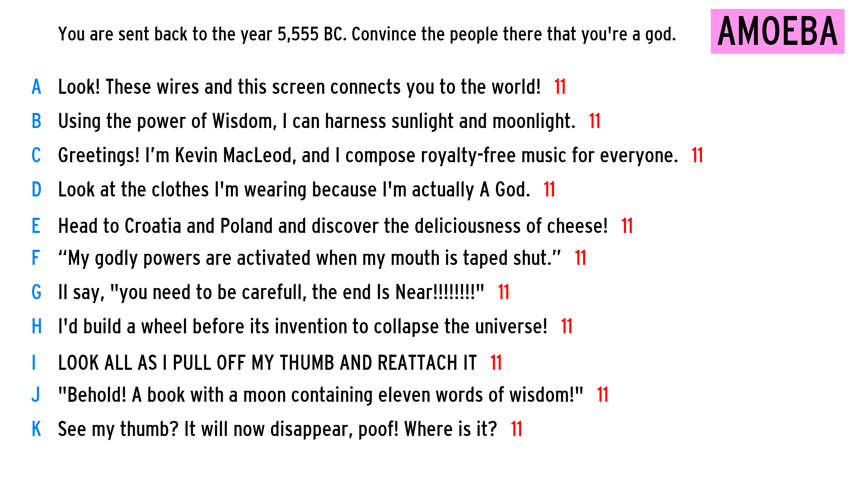 You are sent back to the year 5,555 BC. Convince the people there that you're a god.
AMOEBA
A Look! These wires and this screen connects you to the world! 11
B Using the power of Wisdom, I can harness sunlight and moonlight. 11
C Greetings! I’m Kevin MacLeod, and I compose royalty-free music for everyone. 11
D Look at the clothes I'm wearing because I'm actually A God. 11
E Head to Croatia and Poland and discover the deliciousness of cheese! 11
F “My godly powers are activated when my mouth is taped shut.” 11
G Il say, "you need to be carefull, the end Is Near!!!!!!!!" 11
H I'd build a wheel before its invention to collapse the universe! 11
I LOOK ALL AS I PULL OFF MY THUMB AND REATTACH IT 11
J "Behold! A book with a moon containing eleven words of wisdom!" 11
K See my thumb? It will now disappear, poof! Where is it? 11